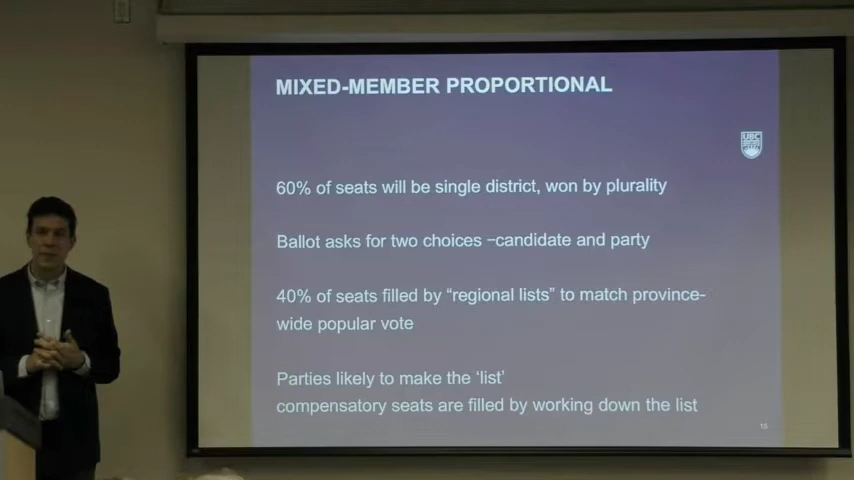 MIXED-MEMBER PROPORTIONAL
UBC
60% of seats will be single district, won by plurality
Ballot asks for two choices –candidate and party
40% of seats filled by “regional lists” to match province-
wide popular vote
Parties likely to make the ‘list’
compensatory seats are filled by working down the list
15